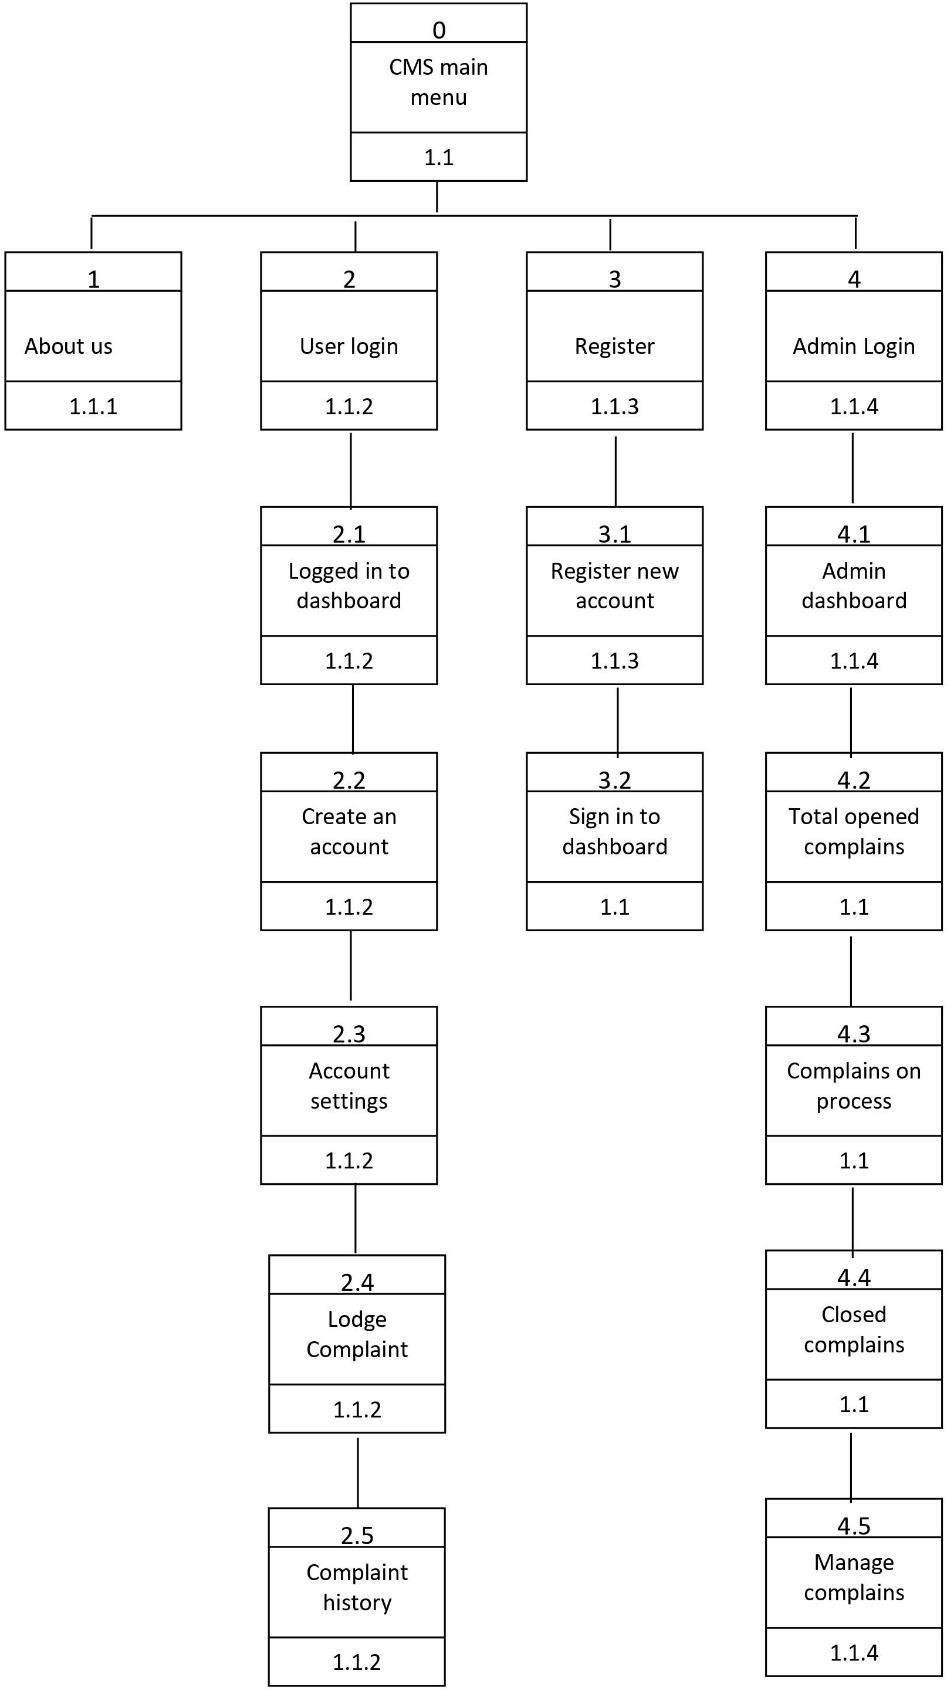 0
CMS main
menu
1.1
1
About us
1.1.1
2
User login
1.1.2
3
Register
1.1.3
4
Admin Login
1.1.4
2.1
Logged in to
dashboard
1.1.2
3.1
Register new
account
1.1.3
4.1
Admin
dashboard
1.1.4
2.2
Create an
account
1.1.2
3.2
Sign in to
dashboard
1.1
4.2
Total opened
complains
1.1
2.3
Account
settings
1.1.2
4.3
Complains on
process
1.1
2.4
Lodge
Complaint
1.1.2
4.4
Closed
complains
1.1
2.5
Complaint
history
1.1.2
4.5
Manage
complains
1.1.4